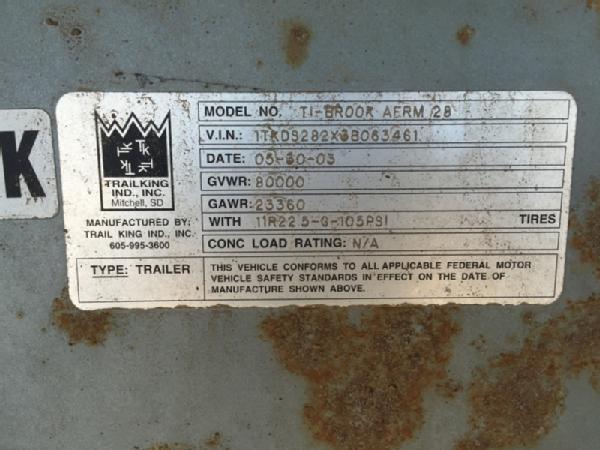 K
TK
TK
TK
TRAILKING
IND., INC.
Mitchell, SD
MANUFACTURED BY:
TRAIL KING IND., INC.
605-995-3600
MODEL NO. TI-BROOK AERM 28
V.I.N.:
DATE: 05-30-03
GVWR: 80000
GAWR: 23360
WITH 11R22.5-G-105PSI TIRES
CONC LOAD RATING: N/A
TYPE: TRAILER
THIS VEHICLE CONFORMS TO ALL APPLICABLE FEDERAL MOTOR
VEHICLE SAFETY STANDARDS IN EFFECT ON THE DATE OF
MANUFACTURE SHOWN ABOVE.